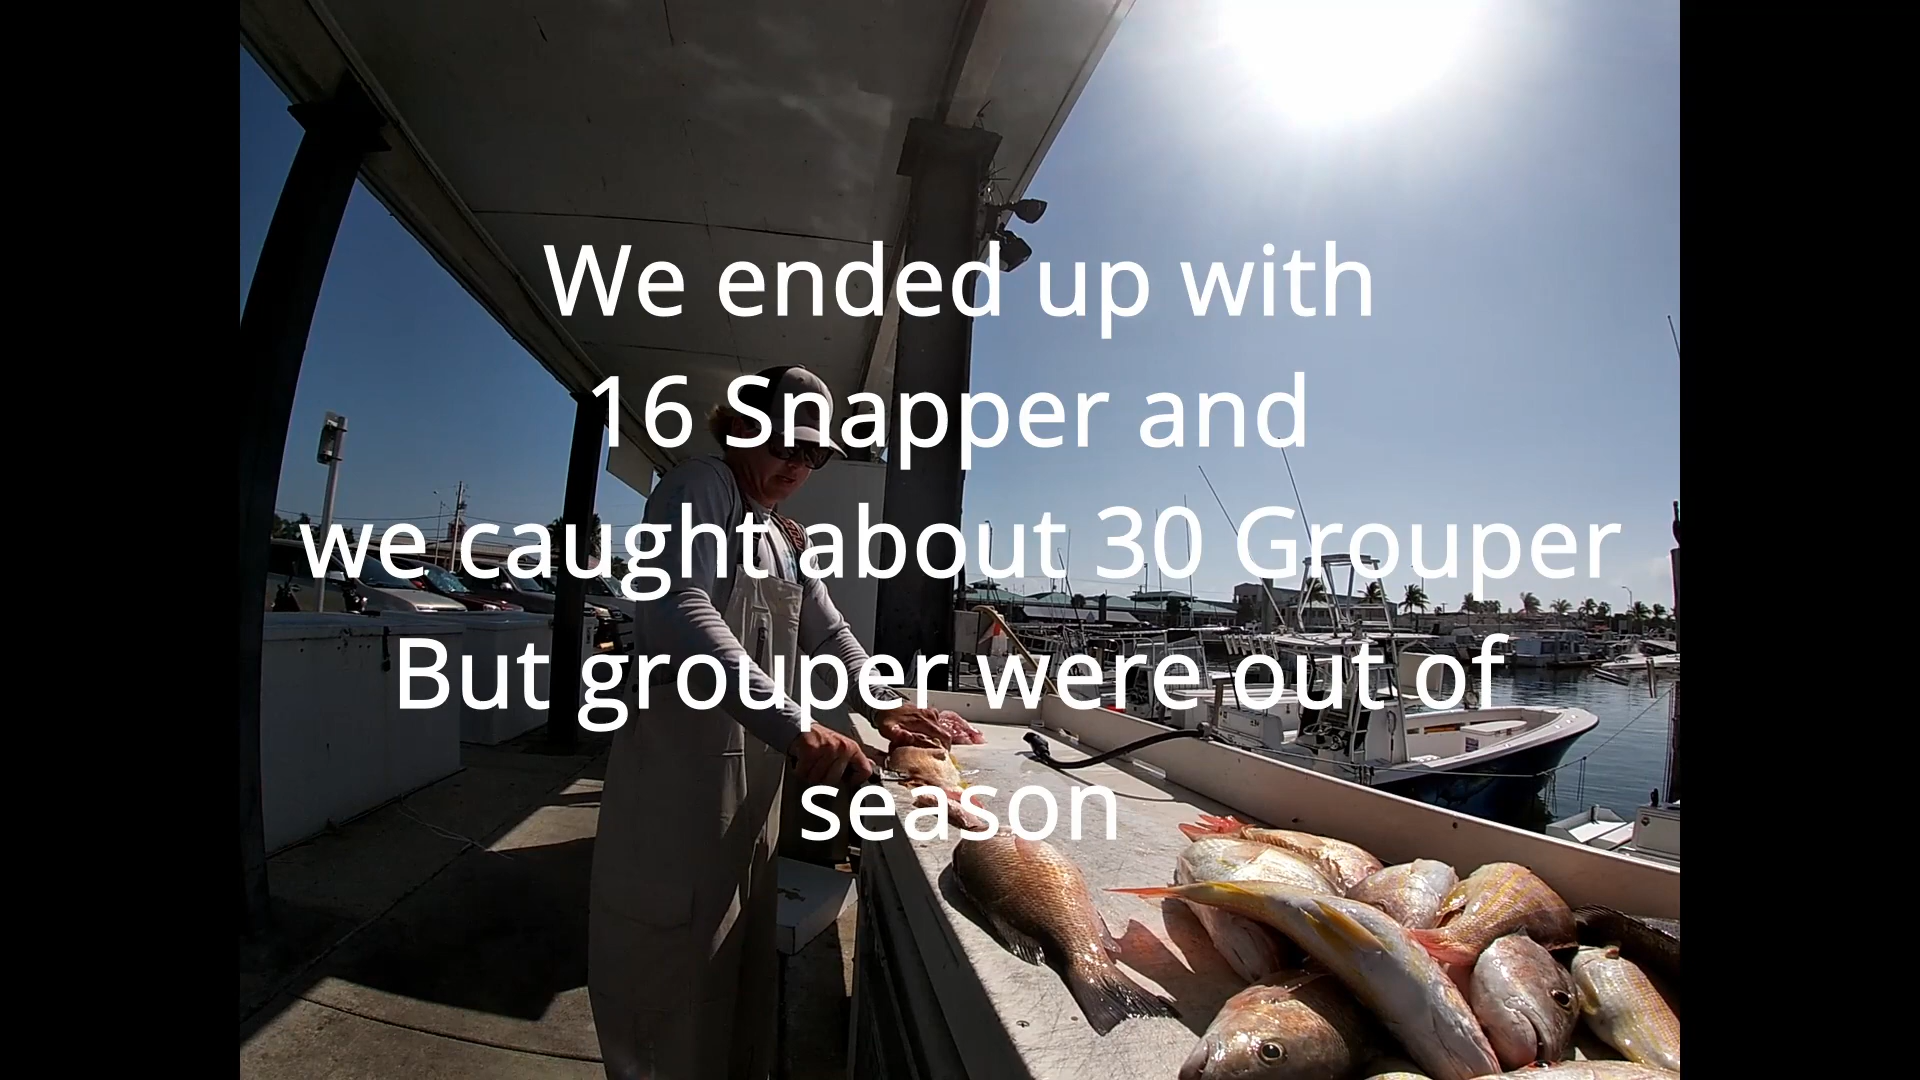 We ended up with
16 Snapper and
we caught about 30 Grouper
But grouper were out of
season